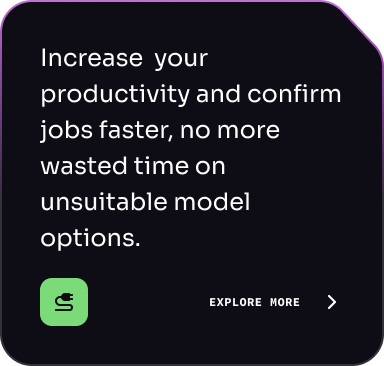 Increase  your
productivity and confirm
jobs faster, no more
wasted time on
unsuitable model
options.
EXPLORE MORE